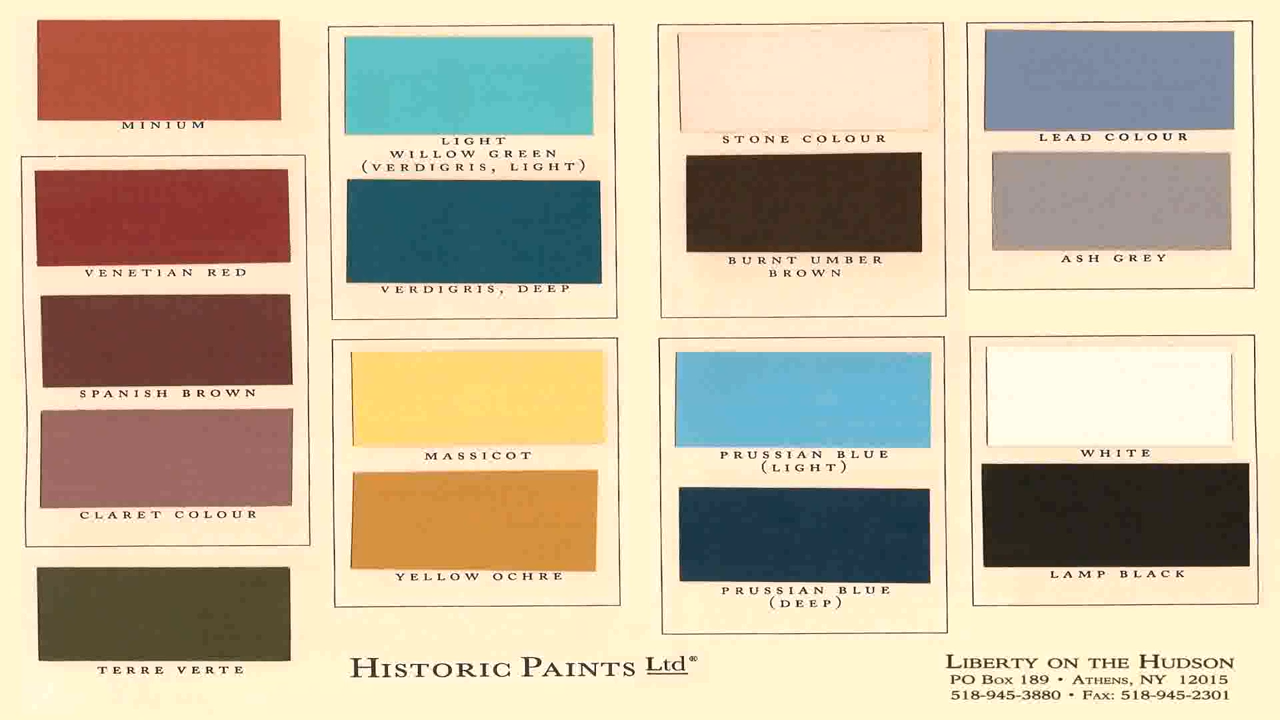 MINIUM
VENETIAN RED
SPANISH BROWN
CLARET COLOUR
TERRE VERTE
LIGHT
WILLOW GREEN
(VERDIGRIS, LIGHT)
VERDIGRIS, DEEP
MASSICOT
YELLOW OCHRE
STONE COLOUR
BURNT UMBER
BROWN
PRUSSIAN BLUE
(LIGHT)
PRUSSIAN BLUE
(DEEP)
LEAD COLOUR
ASH GREY
WHITE
LAMP BLACK
HISTORIC PAINTS Ltd®
LIBERTY ON THE HUDSON
PO BOX 189 • ATHENS, NY 12015
518-945-3880 • FAX: 518-945-2301